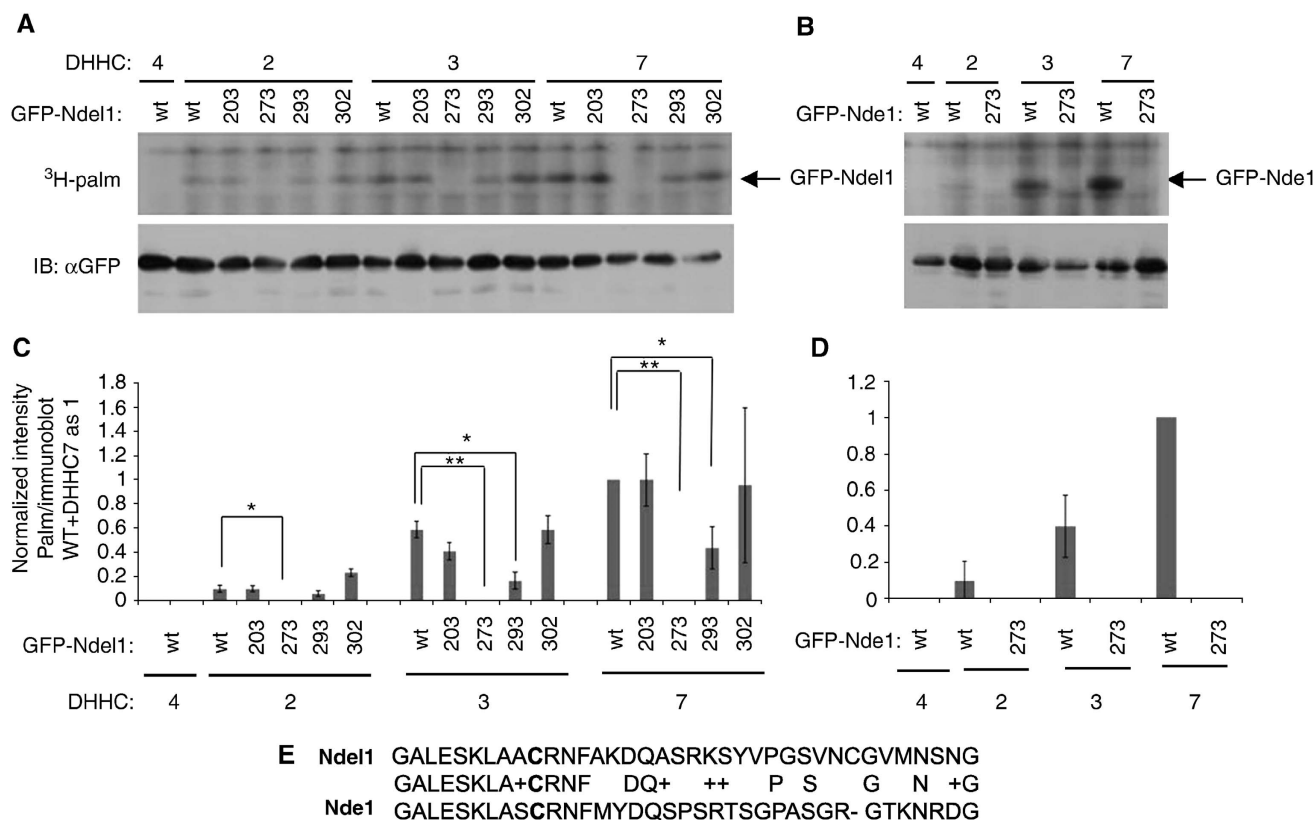 A
DHHC: 4 2 3 7
GFP-Ndel1: wt wt 203 273 293 302 wt 203 273 293 302 wt 203 273 293 302
³H-palm
GFP-Ndel1
IB: αGFP
B
DHHC: 4 2 3 7
GFP-Nde1: wt wt 273 wt 273 wt 273
GFP-Nde1
C
Normalized intensity
Palm/immunoblot
WT+DHHC7 as 1
1.8
1.6
1.4
1.2
1
0.8
0.6
0.4
0.2
0
*
*
**
*
**
GFP-Ndel1: wt wt 203 273 293 302 wt 203 273 293 302 wt 203 273 293 302
DHHC: 4 2 3 7
D
1.2
1
0.8
0.6
0.4
0.2
0
GFP-Nde1: wt wt 273 wt 273 wt 273
4 2 3 7
E Ndel1 GALESKLAACRNFAKDQASRKSYVPGSVNCGVMNSNG
GALESKLA+CRNF DQ+ ++ P S G N +G
Nde1 GALESKLASCRNFMYDQSPSRTSGPASGR- GTKNRDG